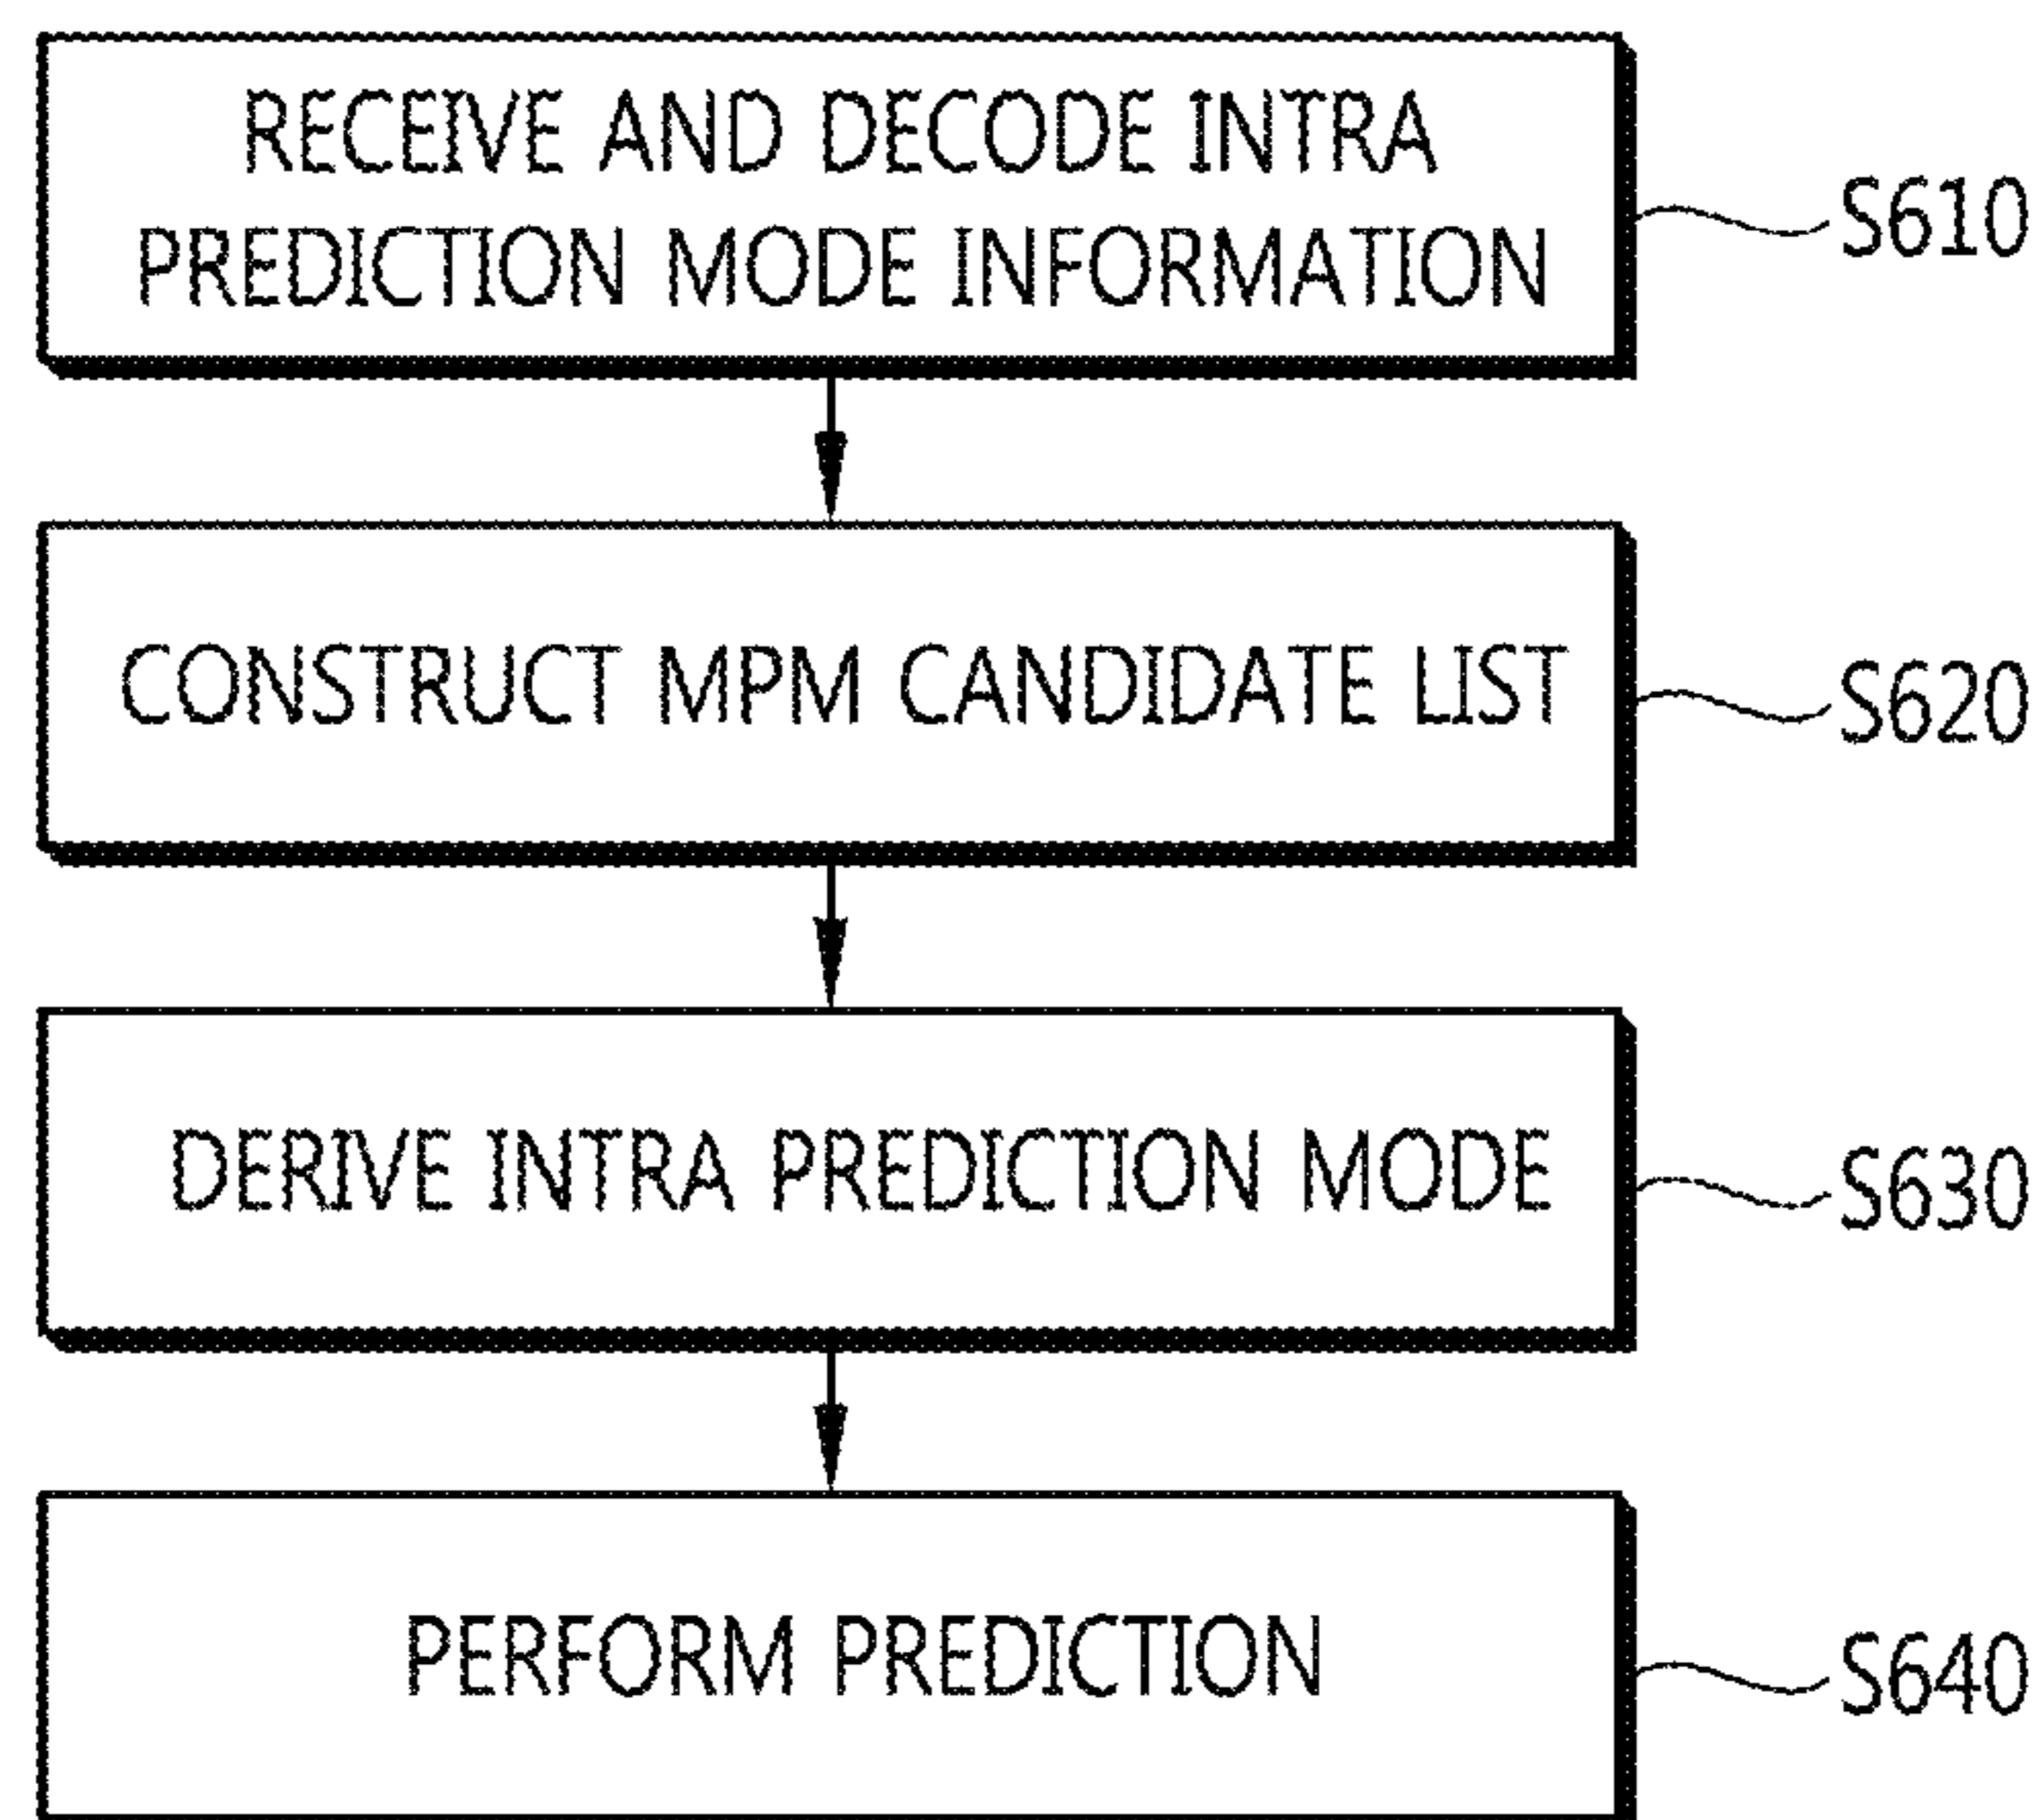 RECEIVE AND DECODE INTRA
PREDICTION MODE INFORMATION
S610
CONSTRUCT MPM CANDIDATE LIST
S620
DERIVE INTRA PREDICTION MODE
S630
PERFORM PREDICTION
S640